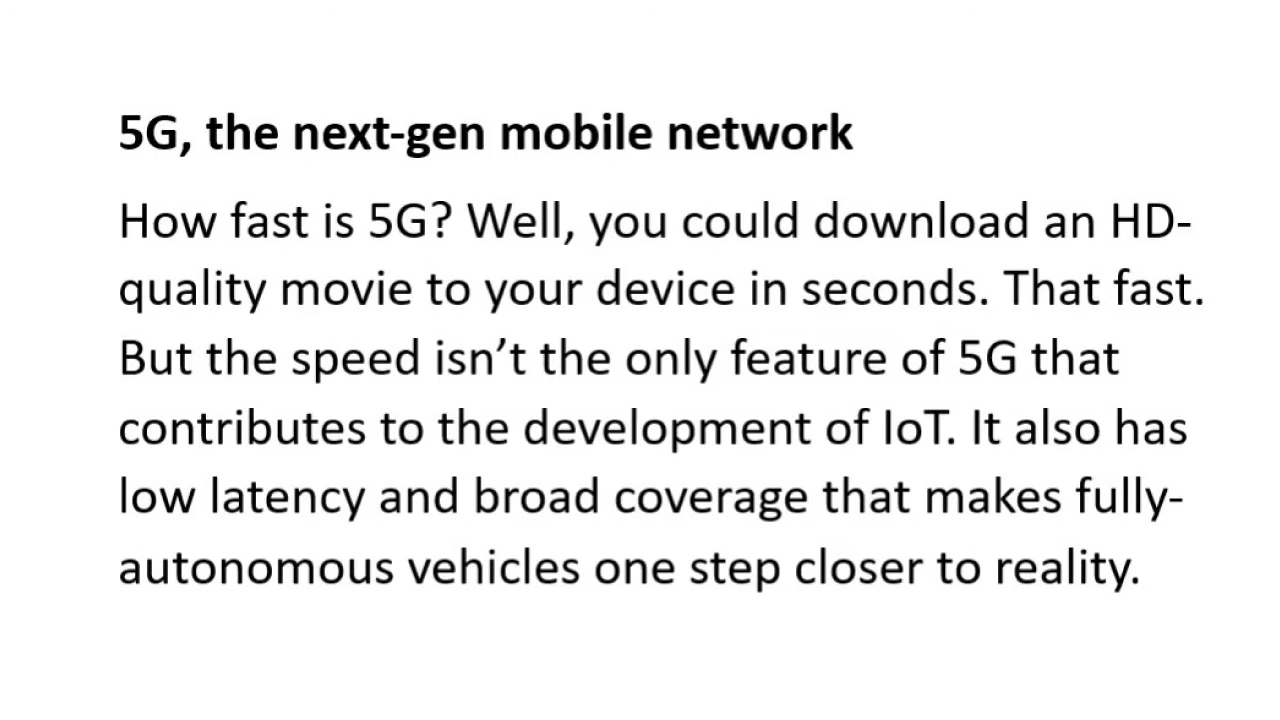 5G, the next-gen mobile network
How fast is 5G? Well, you could download an HD-
quality movie to your device in seconds. That fast.
But the speed isn’t the only feature of 5G that
contributes to the development of IoT. It also has
low latency and broad coverage that makes fully-
autonomous vehicles one step closer to reality.